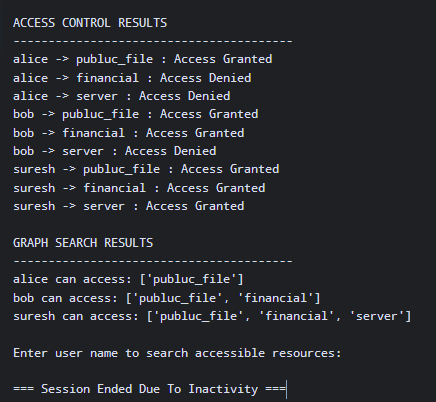 ACCESS CONTROL RESULTS
----------------------------------------
alice -> publuc_file : Access Granted
alice -> financial : Access Denied
alice -> server : Access Denied
bob -> publuc_file : Access Granted
bob -> financial : Access Granted
bob -> server : Access Denied
suresh -> publuc_file : Access Granted
suresh -> financial : Access Granted
suresh -> server : Access Granted
GRAPH SEARCH RESULTS
----------------------------------------
alice can access: ['publuc_file']
bob can access: ['publuc_file', 'financial']
suresh can access: ['publuc_file', 'financial', 'server']
Enter user name to search accessible resources:
=== Session Ended Due To Inactivity ===